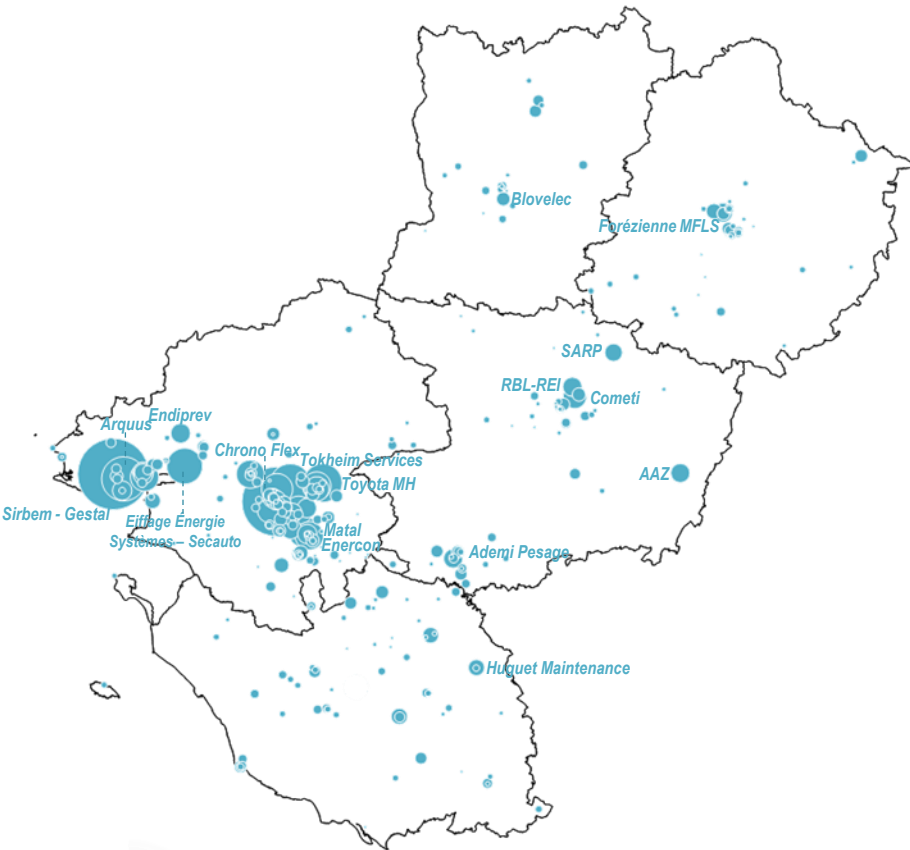 Blovelec
Forézienne MFLS
SARP
RBL-REI
Cometi
Endiprev
Arquus
Chrono Flex
Tokheim Services
AAZ
Toyota MH
Sirbem - Gestal
Eiffage Energie
Systèmes – Secauto
Matal
Enercon
Ademi Pesage
Huguet Maintenance